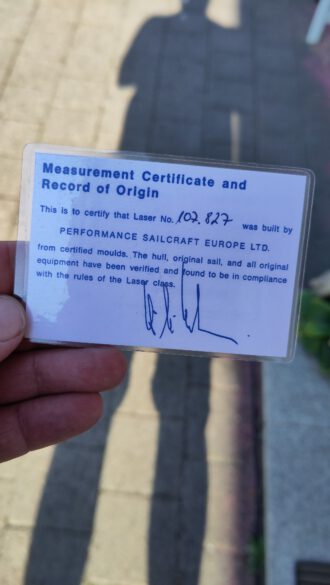 Measurement Certificate and
Record of Origin
This is to certify that Laser No. 102.827 was built by
PERFORMANCE SAILCRAFT EUROPE LTD.
from certified moulds. The hull, original sail, and all original
equipment have been verified and found to be in compliance
with the rules of the Laser class.